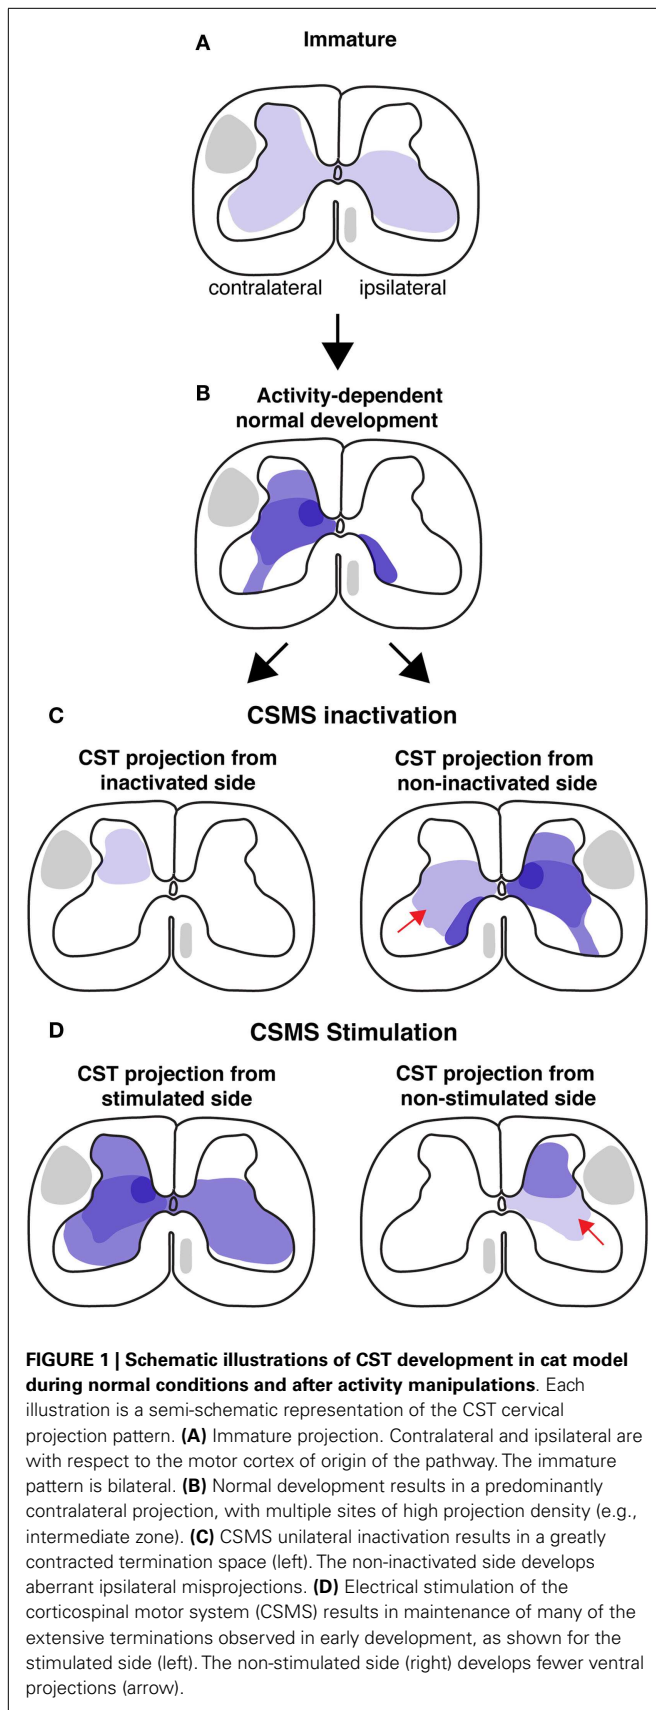 A
Immature
contralateral
ipsilateral
B
Activity-dependent
normal development
C
CSMS inactivation
CST projection from
inactivated side
CST projection from
non-inactivated side
D
CSMS Stimulation
CST projection from
stimulated side
CST projection from
non-stimulated side
FIGURE 1 | Schematic illustrations of CST development in cat model
during normal conditions and after activity manipulations. Each
illustration is a semi-schematic representation of the CST cervical
projection pattern. (A) Immature projection. Contralateral and ipsilateral are
with respect to the motor cortex of origin of the pathway. The immature
pattern is bilateral. (B) Normal development results in a predominantly
contralateral projection, with multiple sites of high projection density (e.g.,
intermediate zone). (C) CSMS unilateral inactivation results in a greatly
contracted termination space (left). The non-inactivated side develops
aberrant ipsilateral misprojections. (D) Electrical stimulation of the
corticospinal motor system (CSMS) results in maintenance of many of the
extensive terminations observed in early development, as shown for the
stimulated side (left). The non-stimulated side (right) develops fewer ventral
projections (arrow).